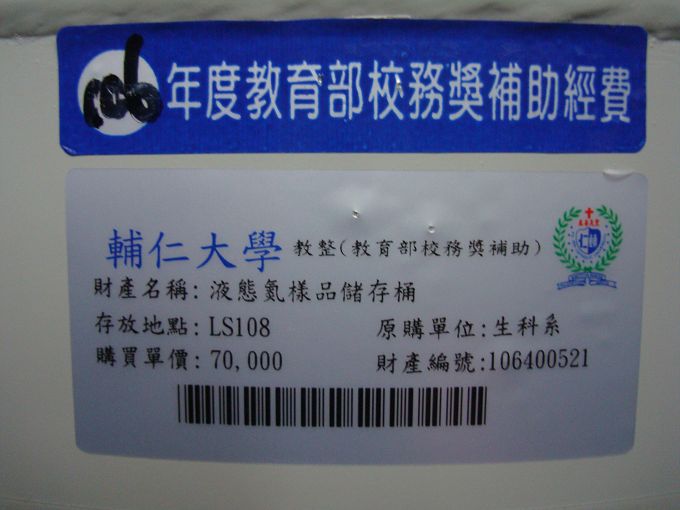 106年度教育部校務獎補助經費
輔仁大學 教整(教育部校務獎補助)
財產名稱：液態氮樣品儲存桶
存放地點：LS108 原購單位：生科系
購買單價：70,000 財產編號：106400521